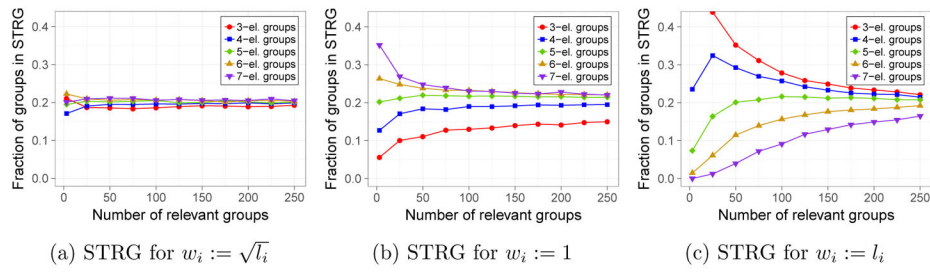 Fraction of groups in STRG
0.4
0.3
0.2
0.1
0.0
3-el. groups
4-el. groups
5-el. groups
6-el. groups
7-el. groups
0 50 100 150 200 250
Number of relevant groups
(a) STRG for w_i := √l_i
Fraction of groups in STRG
0.4
0.3
0.2
0.1
0.0
3-el. groups
4-el. groups
5-el. groups
6-el. groups
7-el. groups
0 50 100 150 200 250
Number of relevant groups
(b) STRG for w_i := 1
Fraction of groups in STRG
0.4
0.3
0.2
0.1
0.0
3-el. groups
4-el. groups
5-el. groups
6-el. groups
7-el. groups
0 50 100 150 200 250
Number of relevant groups
(c) STRG for w_i := l_i